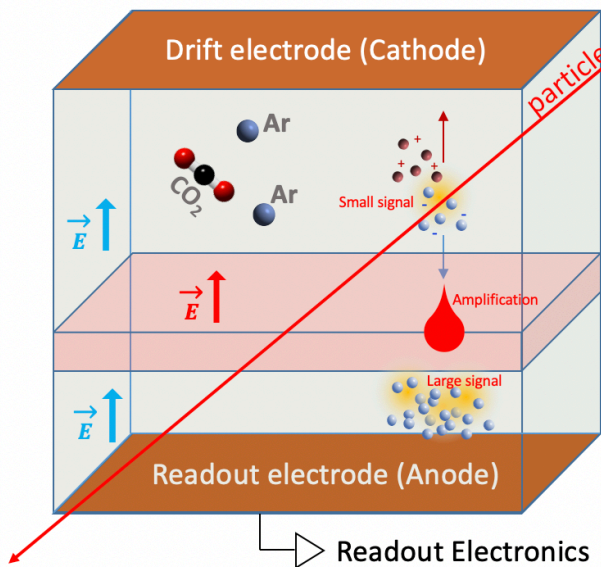 Drift electrode (Cathode)
particle
Ar
CO2
Ar
+
+
+
+
Small signal
-
-
-
E
E
Amplification
Large signal
E
Readout electrode (Anode)
Readout Electronics